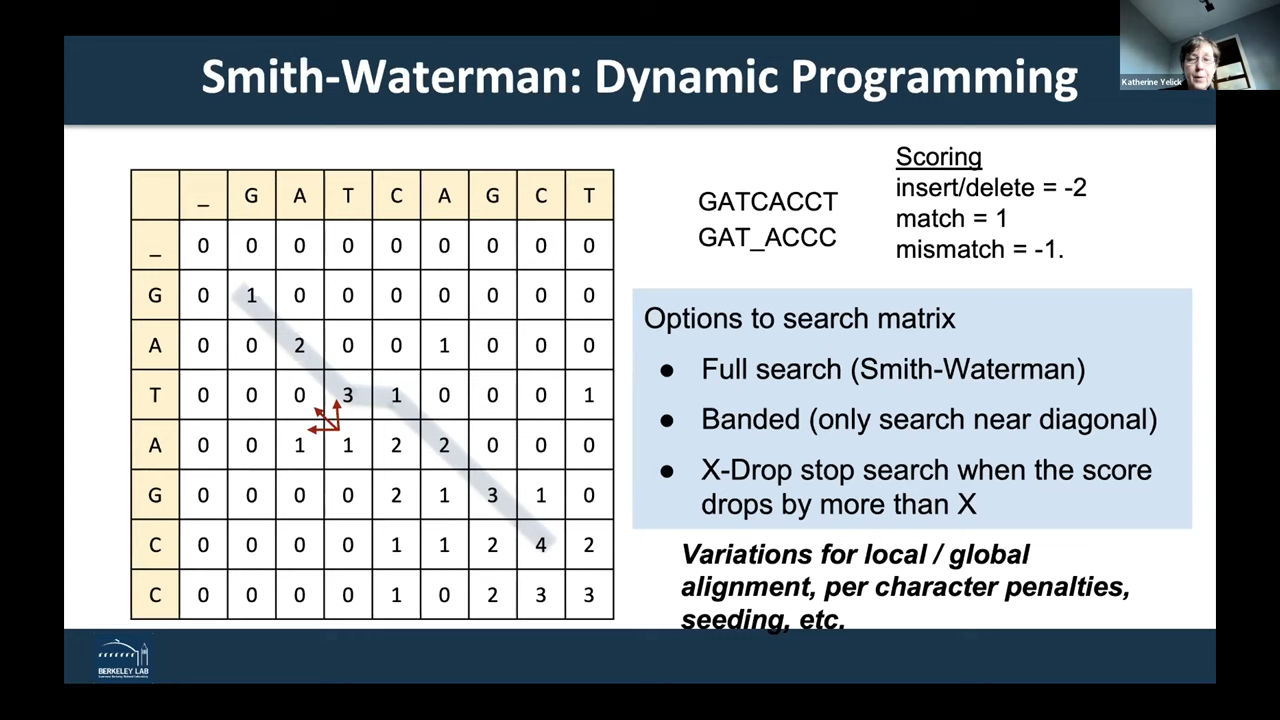 Smith-Waterman: Dynamic Programming
Katherine Yelick
_ G A T C A G C T
_ 0 0 0 0 0 0 0 0 0
G 0 1 0 0 0 0 0 0 0
A 0 0 2 0 0 1 0 0 0
T 0 0 0 3 1 0 0 0 1
A 0 0 1 1 2 2 0 0 0
G 0 0 0 0 2 1 3 1 0
C 0 0 0 0 1 1 2 4 2
C 0 0 0 0 1 0 2 3 3
GATCACCT
GAT_ACCC
Scoring
insert/delete = -2
match = 1
mismatch = -1.
Options to search matrix
● Full search (Smith-Waterman)
● Banded (only search near diagonal)
● X-Drop stop search when the score
drops by more than X
Variations for local / global
alignment, per character penalties,
seeding, etc.
BERKELEY LAB